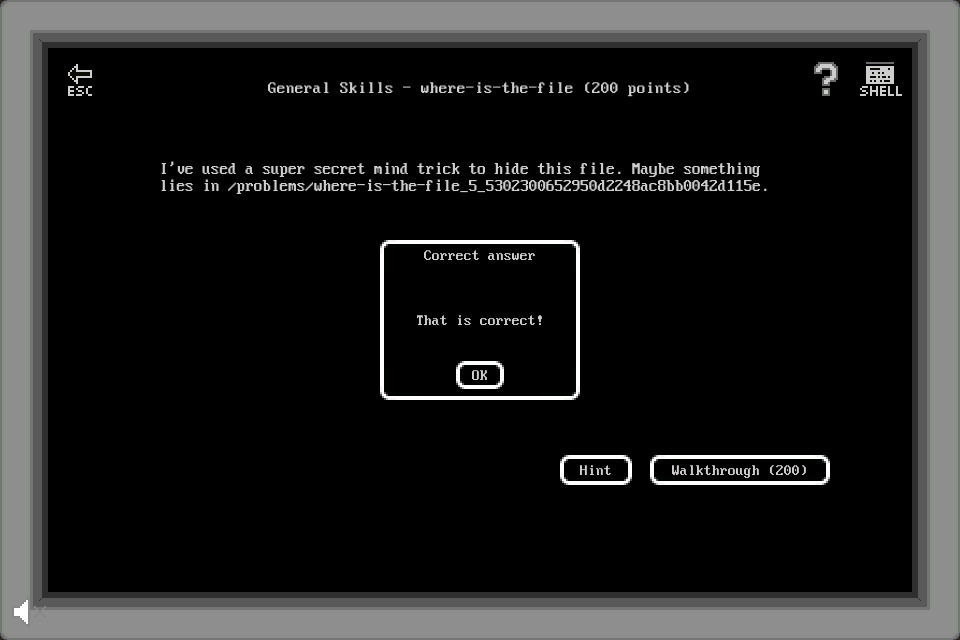 ESC
General Skills - where-is-the-file (200 points)
?
SHELL
I've used a super secret mind trick to hide this file. Maybe something
lies in /problems/where-is-the-file_5_5302300652950d2248ac8bb0042d115e.
Correct answer
That is correct!
OK
Hint
Walkthrough (200)